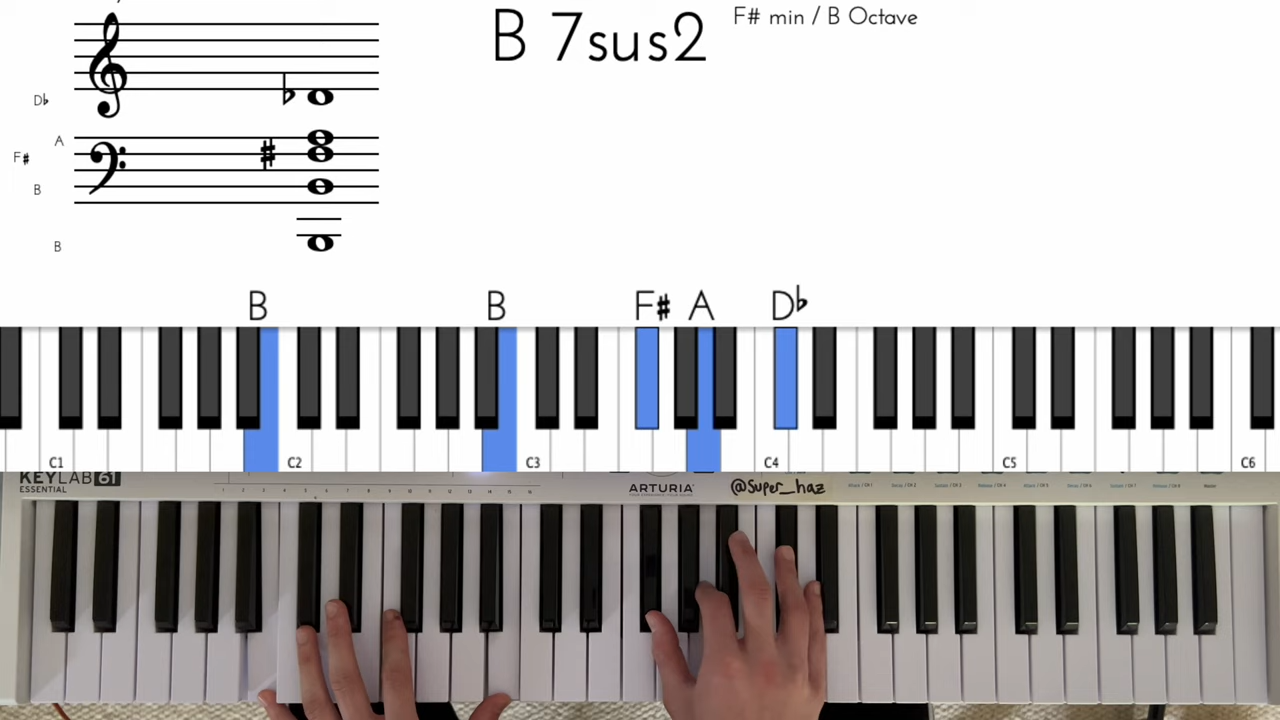 B 7sus2
F# min / B Octave
D♭
A
F#
B
B
B
B
F#
A
D♭
C1
C2
C3
C4
C5
C6
KEYLAB 61
ESSENTIAL
ARTURIA
@super_haz